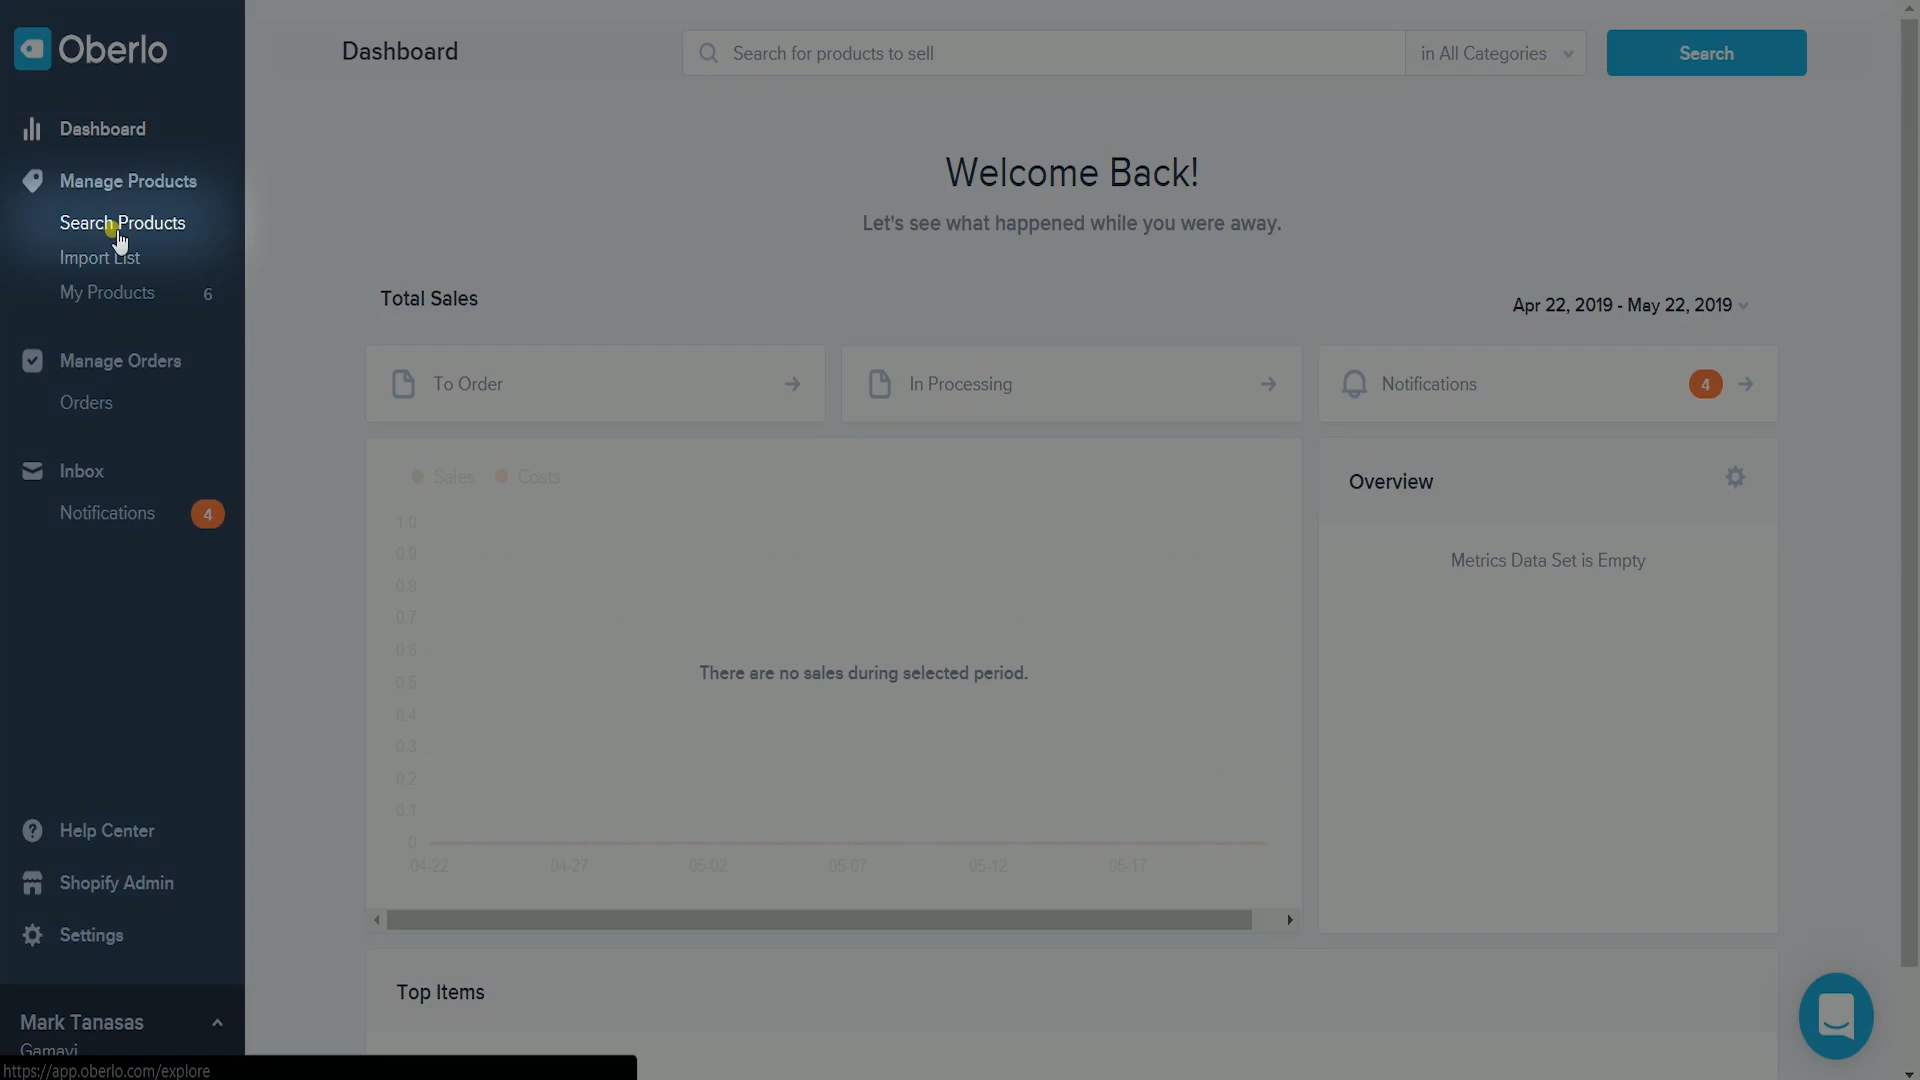 Oberlo
Dashboard
Search for products to sell
in All Categories
Search
Dashboard
Manage Products
Search Products
Import List
My Products 6
Manage Orders
Orders
Inbox
Notifications 4
Help Center
Shopify Admin
Settings
Mark Tanasas
Gamayi
https://app.oberlo.com/explore
Welcome Back!
Let's see what happened while you were away.
Total Sales
Apr 22, 2019 - May 22, 2019
To Order
In Processing
Notifications 4
Sales Costs
1.0
0.9
0.8
0.7
0.6
0.5
0.4
0.3
0.2
0.1
0
04-22 04-27 05-02 05-07 05-12 05-17
There are no sales during selected period.
Overview
Metrics Data Set is Empty
Top Items